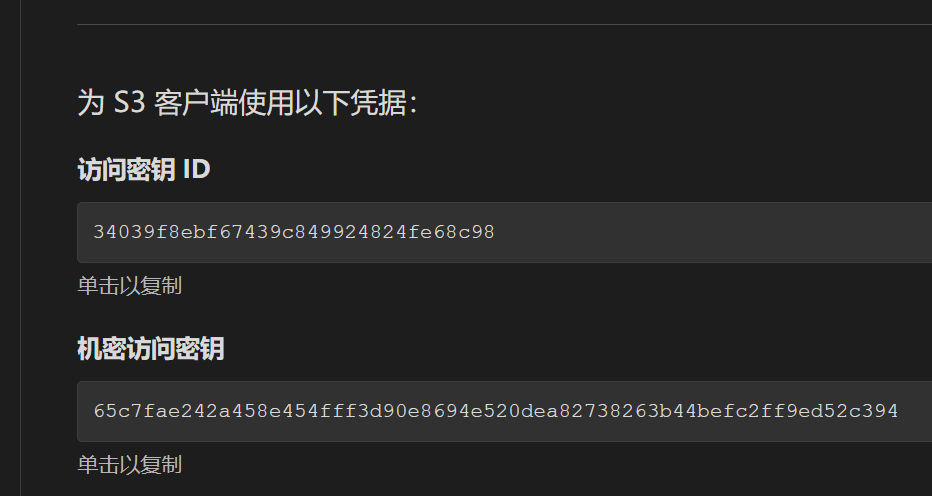 为 S3 客户端使用以下凭据：
访问密钥 ID
34039f8ebf67439c849924824fe68c98
单击以复制
机密访问密钥
65c7fae242a458e454fff3d90e8694e520dea82738263b44befc2ff9ed52c394
单击以复制